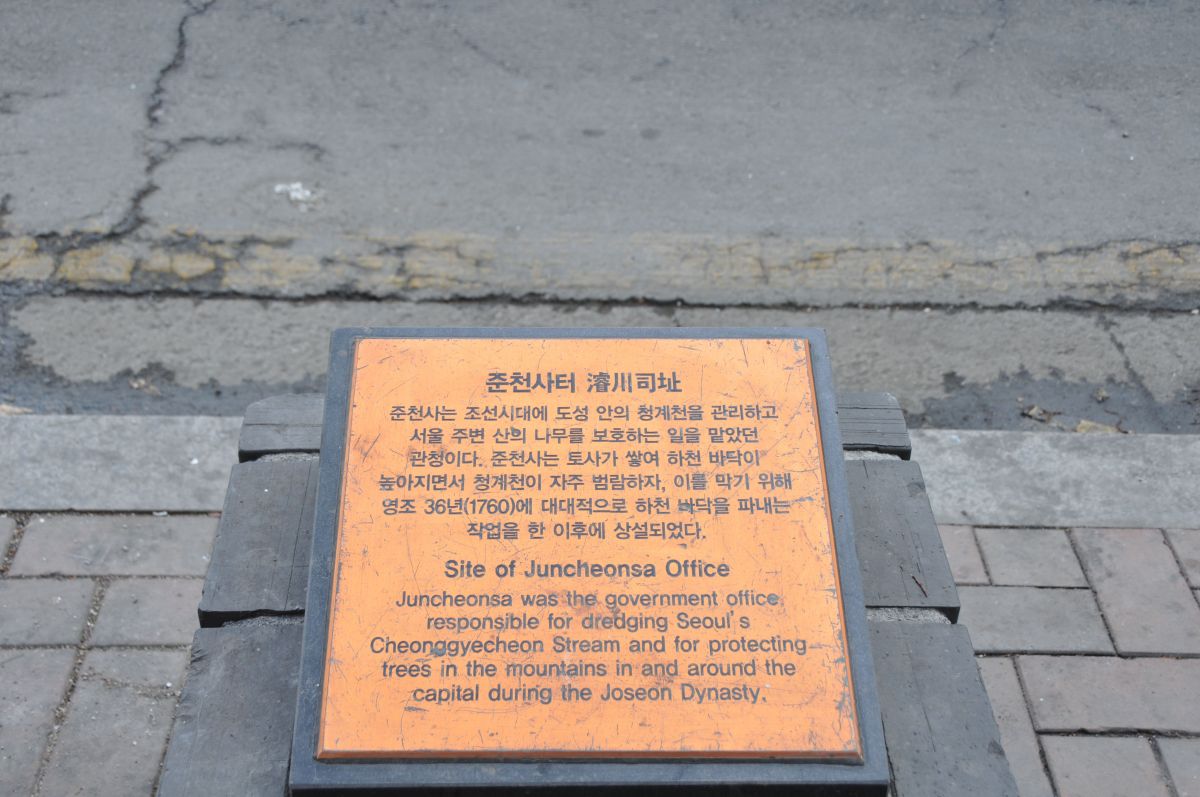 준천사터 濬川司址
준천사는 조선시대에 도성 안의 청계천을 관리하고
서울 주변 산의 나무를 보호하는 일을 맡았던
관청이다. 준천사는 토사가 쌓여 하천 바닥이
높아지면서 청계천이 자주 범람하자, 이를 막기 위해
영조 36년(1760)에 대대적으로 하천 바닥을 파내는
작업을 한 이후에 상설되었다.
Site of Juncheonsa Office
Juncheonsa was the government office
responsible for dredging Seoul's
Cheonggyecheon Stream and for protecting
trees in the mountains in and around the
capital during the Joseon Dynasty.